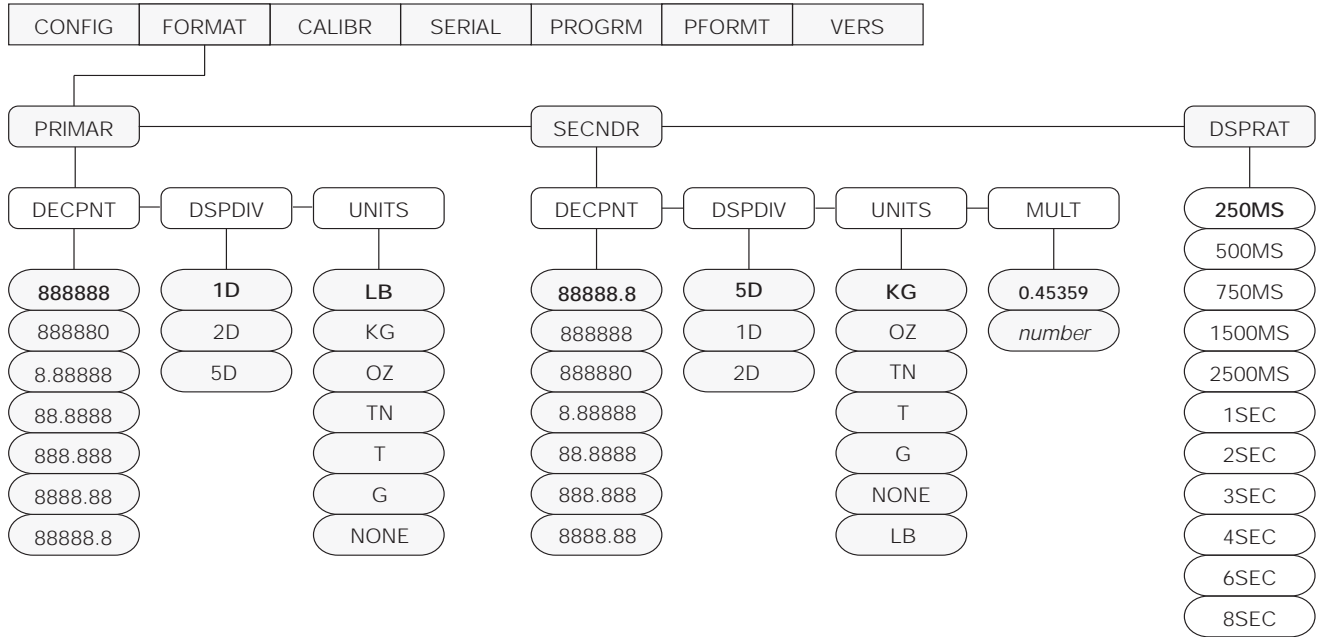 CONFIG FORMAT CALIBR SERIAL PROGRM PFORMT VERS
PRIMAR SECNDR DSPRAT
DECPNT DSPDIV UNITS DECPNT DSPDIV UNITS MULT 250MS
500MS
888888 1D LB 88888.8 5D KG 0.45359 750MS
888880 2D KG 888888 1D OZ number 1500MS
8.88888 5D OZ 888880 2D TN 2500MS
88.8888 TN 8.88888 T 1SEC
888.888 T 88.8888 G 2SEC
8888.88 G 888.888 NONE 3SEC
88888.8 NONE 8888.88 LB 4SEC
6SEC
8SEC